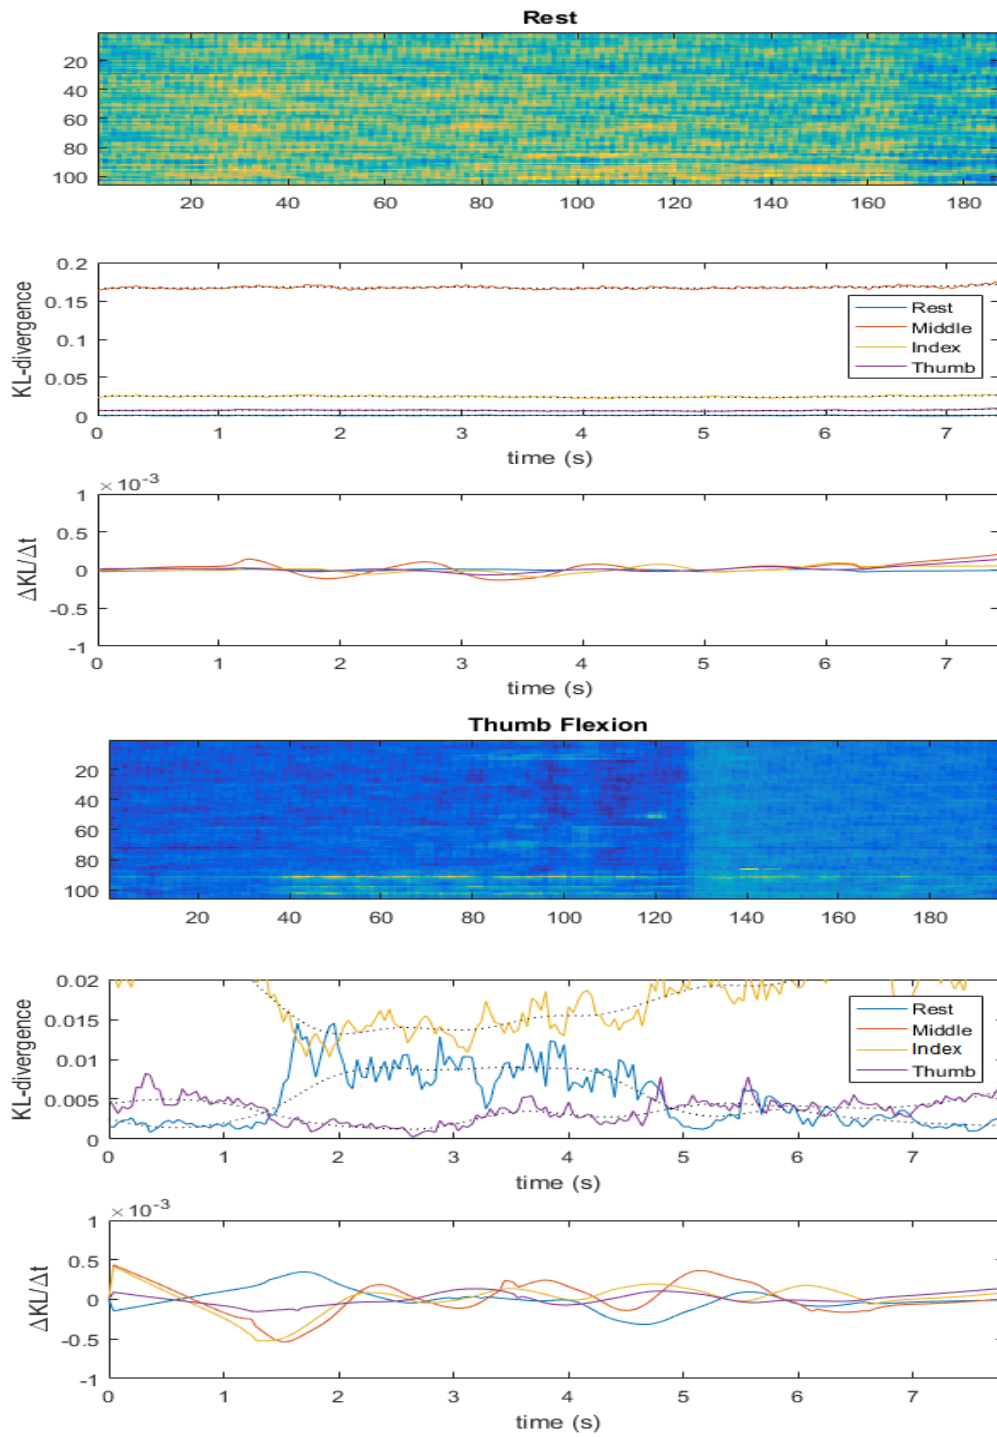 Rest
20
40
60
80
100
20 40 60 80 100 120 140 160 180
KL-divergence
0.2
0.15
0.1
0.05
0
Rest
Middle
Index
Thumb
0 1 2 3 4 5 6 7
time (s)
×10⁻³
ΔKL/Δt
1
0.5
0
-0.5
-1
0 1 2 3 4 5 6 7
time (s)
Thumb Flexion
20
40
60
80
100
20 40 60 80 100 120 140 160 180
KL-divergence
0.02
0.015
0.01
0.005
0
Rest
Middle
Index
Thumb
0 1 2 3 4 5 6 7
time (s)
×10⁻³
ΔKL/Δt
1
0.5
0
-0.5
-1
0 1 2 3 4 5 6 7
time (s)